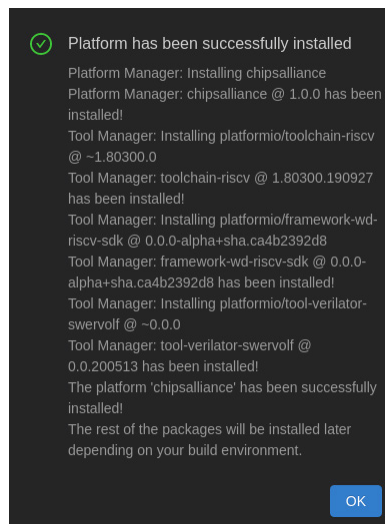 Platform has been successfully installed
Platform Manager: Installing chipsalliance
Platform Manager: chipsalliance @ 1.0.0 has been
installed!
Tool Manager: Installing platformio/toolchain-riscv
@ ~1.80300.0
Tool Manager: toolchain-riscv @ 1.80300.190927
has been installed!
Tool Manager: Installing platformio/framework-wd-
riscv-sdk @ 0.0.0-alpha+sha.ca4b2392d8
Tool Manager: framework-wd-riscv-sdk @ 0.0.0-
alpha+sha.ca4b2392d8 has been installed!
Tool Manager: Installing platformio/tool-verilator-
swervolf @ ~0.0.0
Tool Manager: tool-verilator-swervolf @
0.0.200513 has been installed!
The platform 'chipsalliance' has been successfully
installed!
The rest of the packages will be installed later
depending on your build environment.
OK